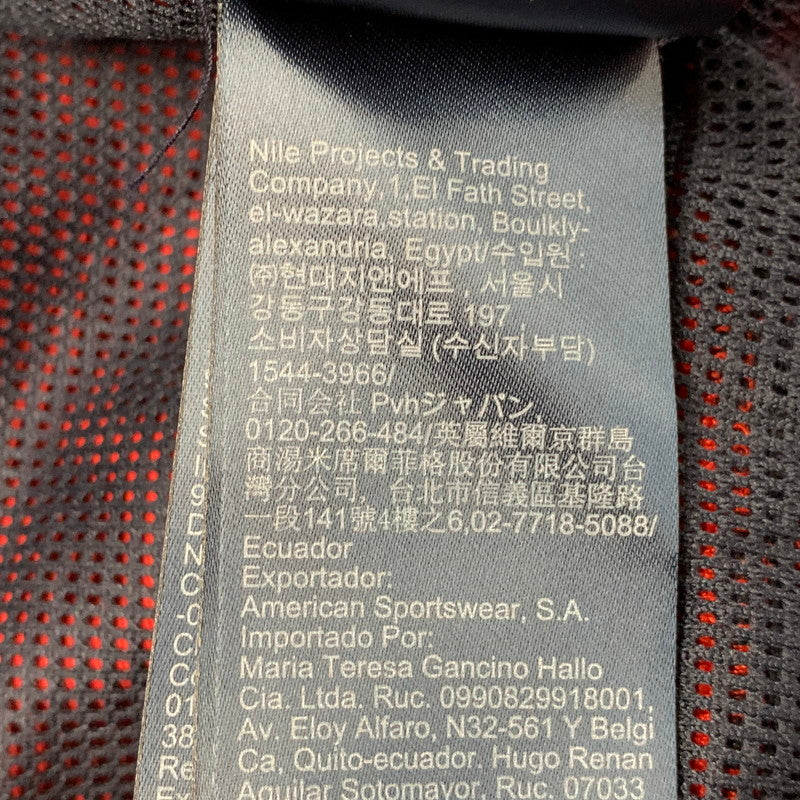 Nile Projects & Trading
Company,1,El Fath Street,
el-wazara,station, Boulkly-
alexandria, Egypt/수입원 :
㈜현대지앤에프 서울시
강동구강동대로 197
소비자상담실 (수신자부담)
1544-3966/
合同会社 Pvhジャパン,
0120-266-484/英屬維爾京群島
商湯米席爾菲格股份有限公司台
灣分公司, 台北市信義區基隆路
一段141號4樓之6,02-7718-5088/
Ecuador
Exportador:
American Sportswear, S.A.
Importado Por:
Maria Teresa Gancino Hallo
Cia. Ltda. Ruc. 0990829918001,
Av. Eloy Alfaro, N32-561 Y Belgi
Ca, Quito-ecuador. Hugo Renan
Aguilar Sotomayor, Ruc. 07033